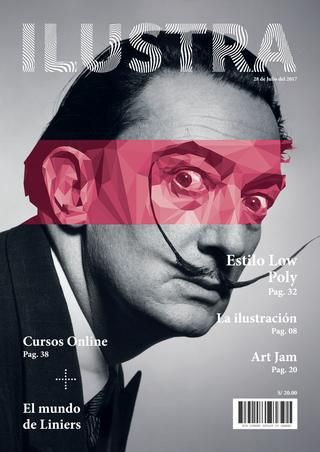 ILUSTRA
28 de Julio del 2017
Estilo Low
Poly
Pag. 32
La ilustración
Pag. 08
Cursos Online
Pag. 38
Art Jam
Pag. 20
El mundo
de Liniers
S/ 20.00